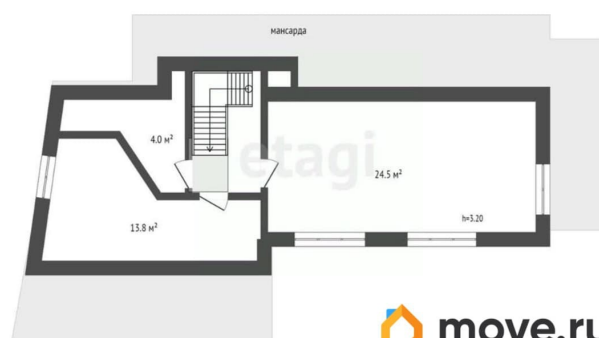 мансарда
4.0 м²
etagi
24.5 м²
h=3.20
13.8 м²
move.ru